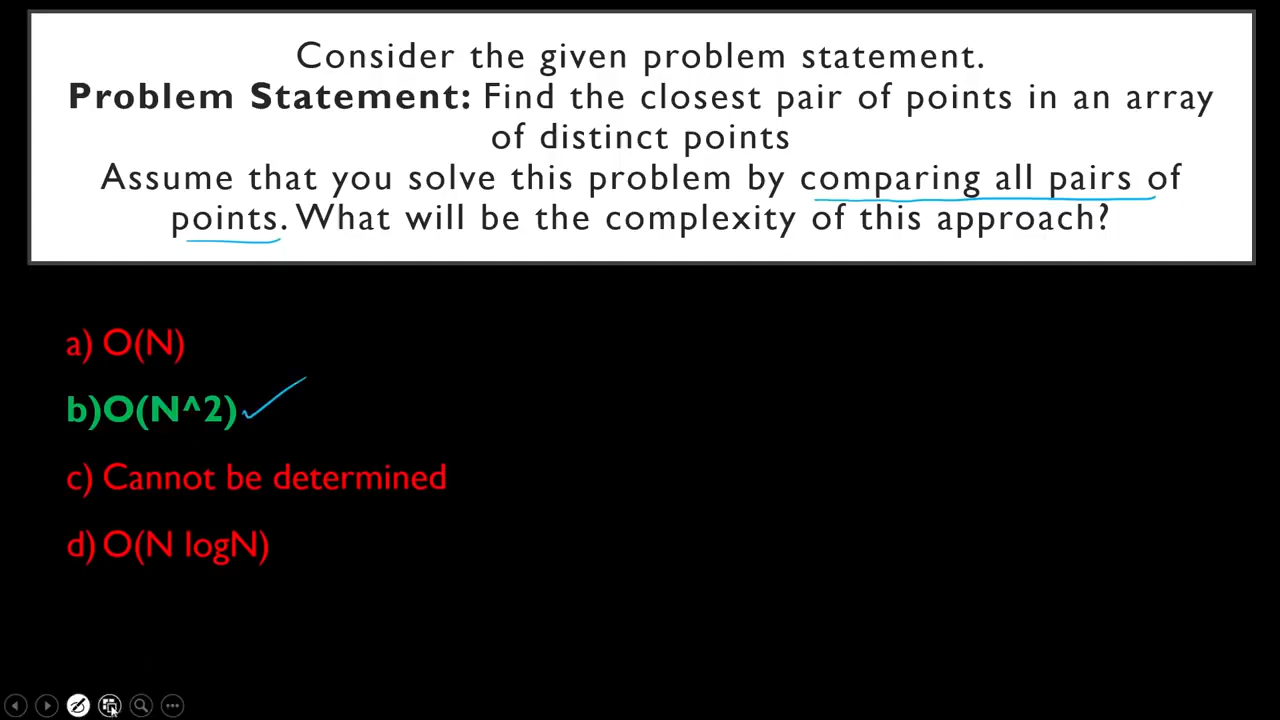 Consider the given problem statement.
Problem Statement: Find the closest pair of points in an array
of distinct points
Assume that you solve this problem by comparing all pairs of
points. What will be the complexity of this approach?
a) O(N)
b)O(N^2)
c) Cannot be determined
d) O(N logN)